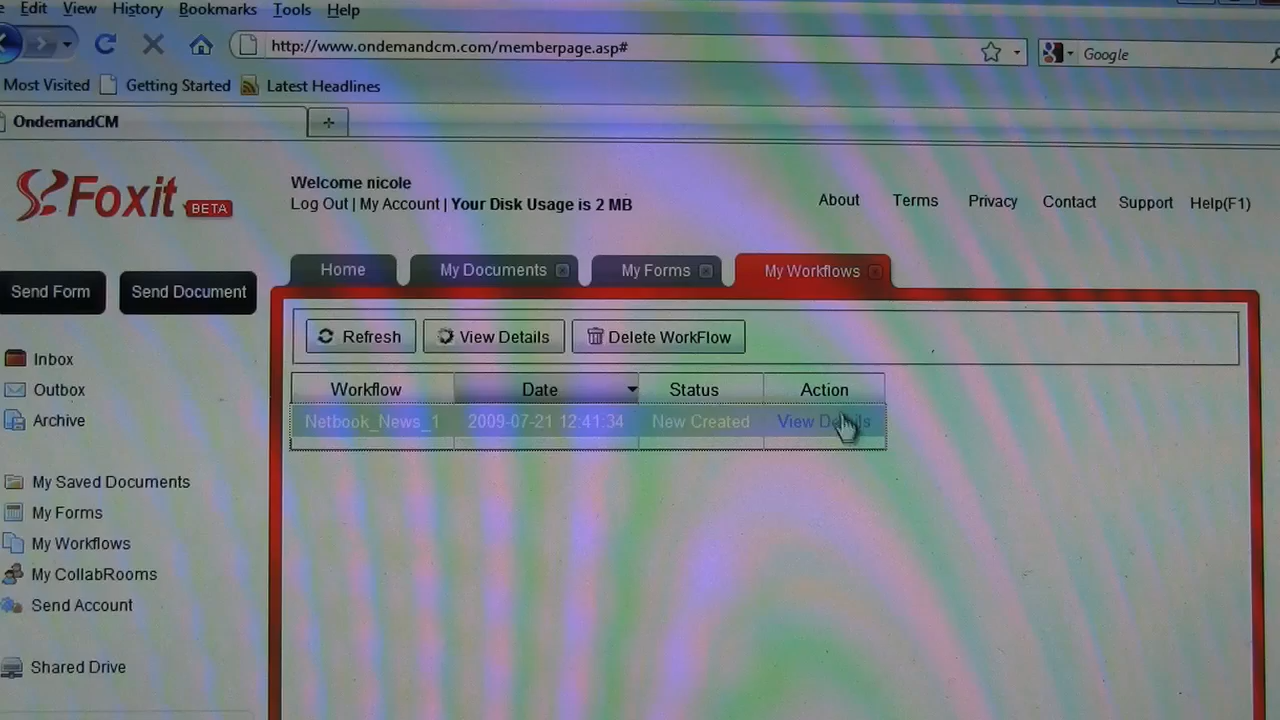 Edit View History Bookmarks Tools Help
http://www.ondemandcm.com/memberpage.asp#
Google
Most Visited Getting Started Latest Headlines
OndemandCM +
Foxit BETA
Welcome nicole
Log Out | My Account | Your Disk Usage is 2 MB
About Terms Privacy Contact Support Help(F1)
Send Form Send Document
Home My Documents My Forms My Workflows
Refresh View Details Delete WorkFlow
Workflow Date Status Action
Netbook_News_1 2009-07-21 12:41:34 New Created View Details
Inbox
Outbox
Archive
My Saved Documents
My Forms
My Workflows
My CollabRooms
Send Account
Shared Drive